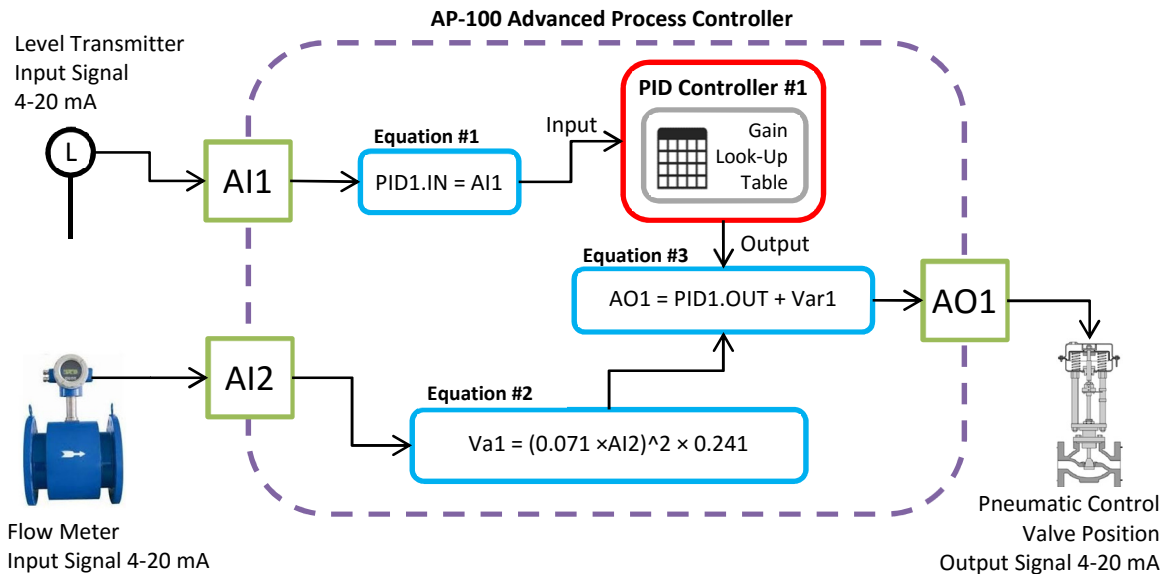 AP-100 Advanced Process Controller
Level Transmitter
Input Signal
4-20 mA
L
AI1
Equation #1
PID1.IN = AI1
Input
PID Controller #1
Gain
Look-Up
Table
Output
Equation #3
AO1 = PID1.OUT + Var1
AO1
AI2
Equation #2
Va1 = (0.071 ×AI2)^2 × 0.241
Flow Meter
Input Signal 4-20 mA
Pneumatic Control
Valve Position
Output Signal 4-20 mA